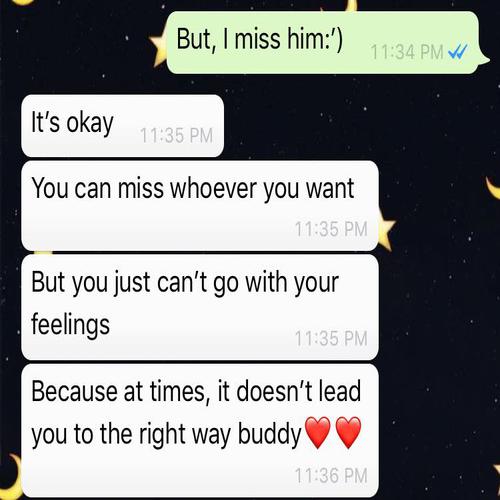 But, I miss him:’) 11:34 PM
It’s okay 11:35 PM
You can miss whoever you want
11:35 PM
But you just can’t go with your
feelings 11:35 PM
Because at times, it doesn’t lead
you to the right way buddy❤️❤️
11:36 PM